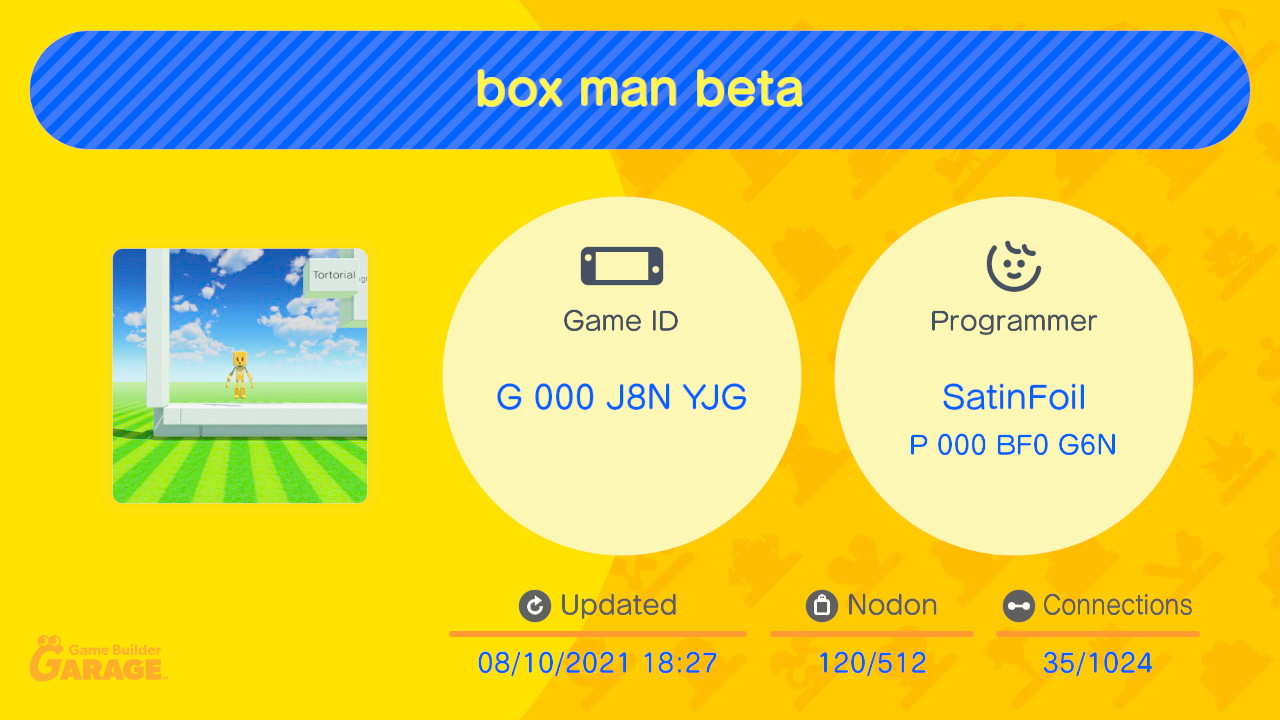 box man beta
Tortorial
Game ID
G 000 J8N YJG
Programmer
SatinFoil
P 000 BF0 G6N
Updated
08/10/2021 18:27
Nodon
120/512
Connections
35/1024
Game Builder
GARAGE